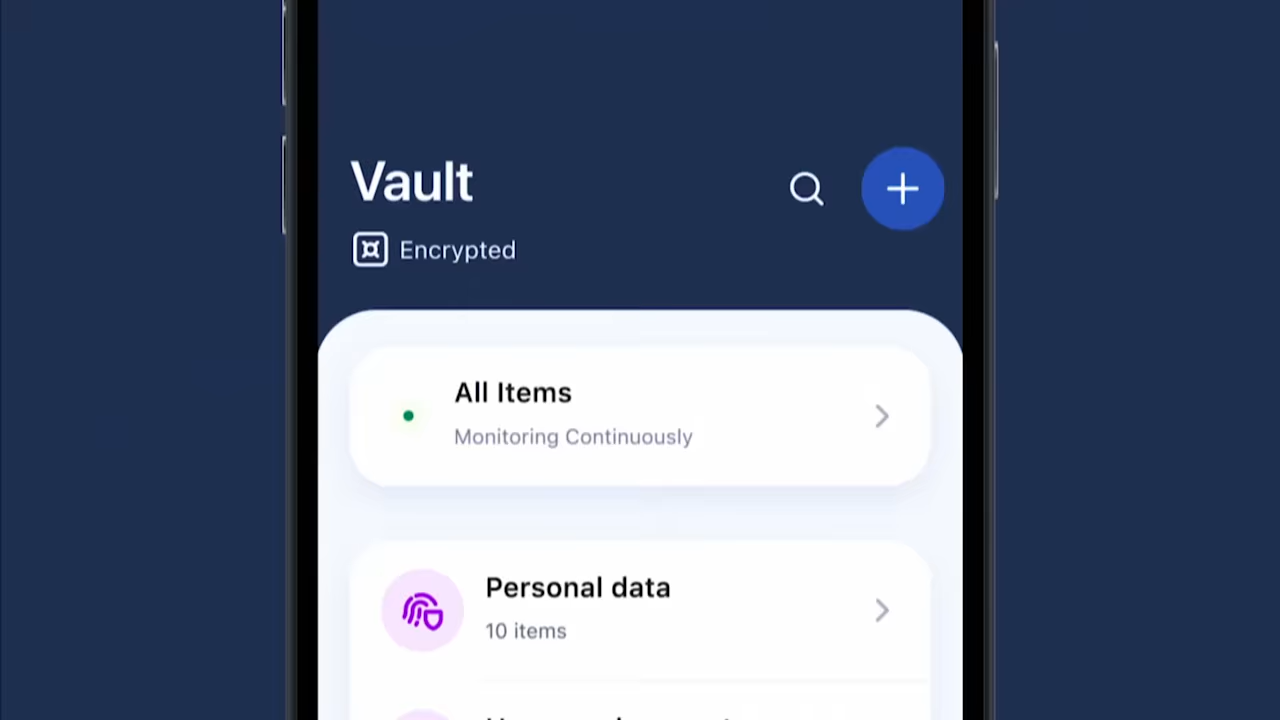 Vault
Encrypted
All Items
Monitoring Continuously
Personal data
10 items